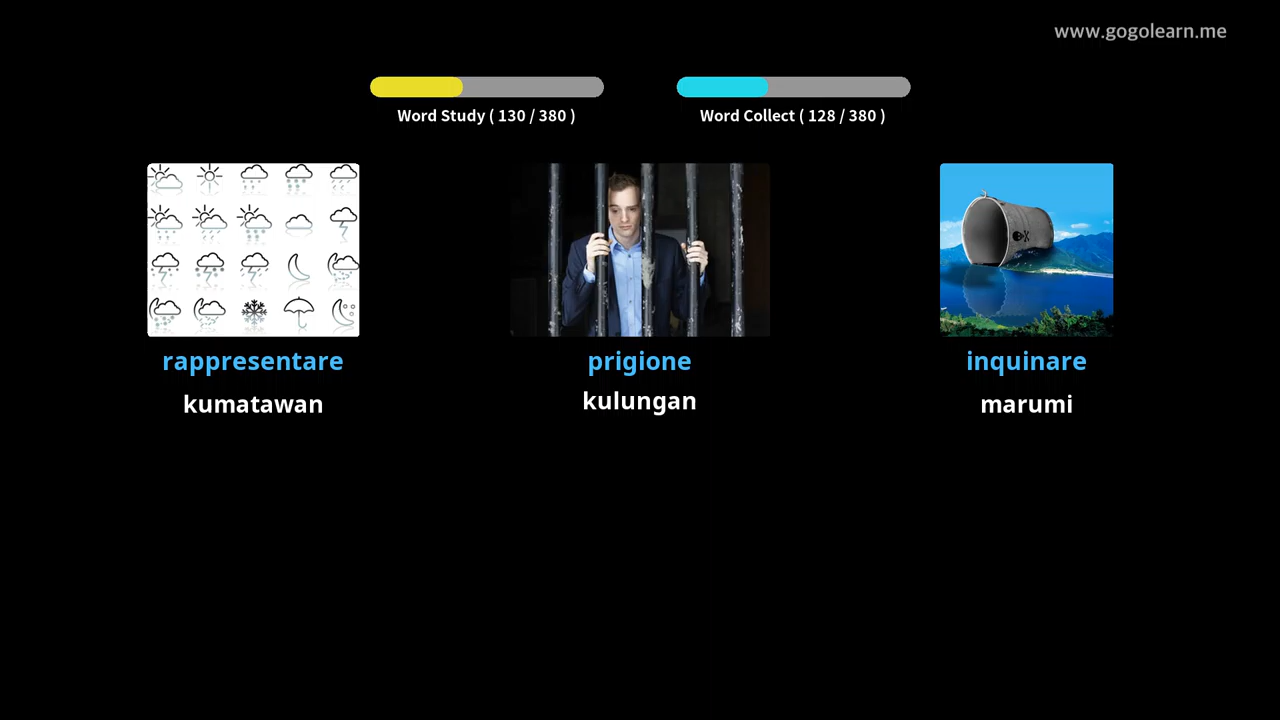 www.gogolearn.me
Word Study ( 130 / 380 )
Word Collect ( 128 / 380 )
rappresentare
kumatawan
prigione
kulungan
inquinare
marumi